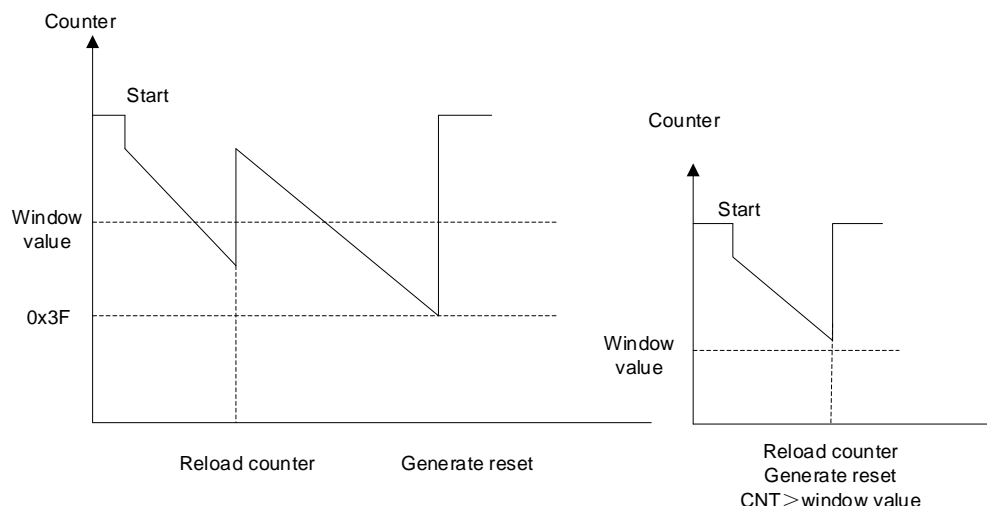 Counter
Start
Window
value
0x3F
Reload counter
Generate reset
Counter
Start
Window
value
Reload counter
Generate reset
CNT＞window value